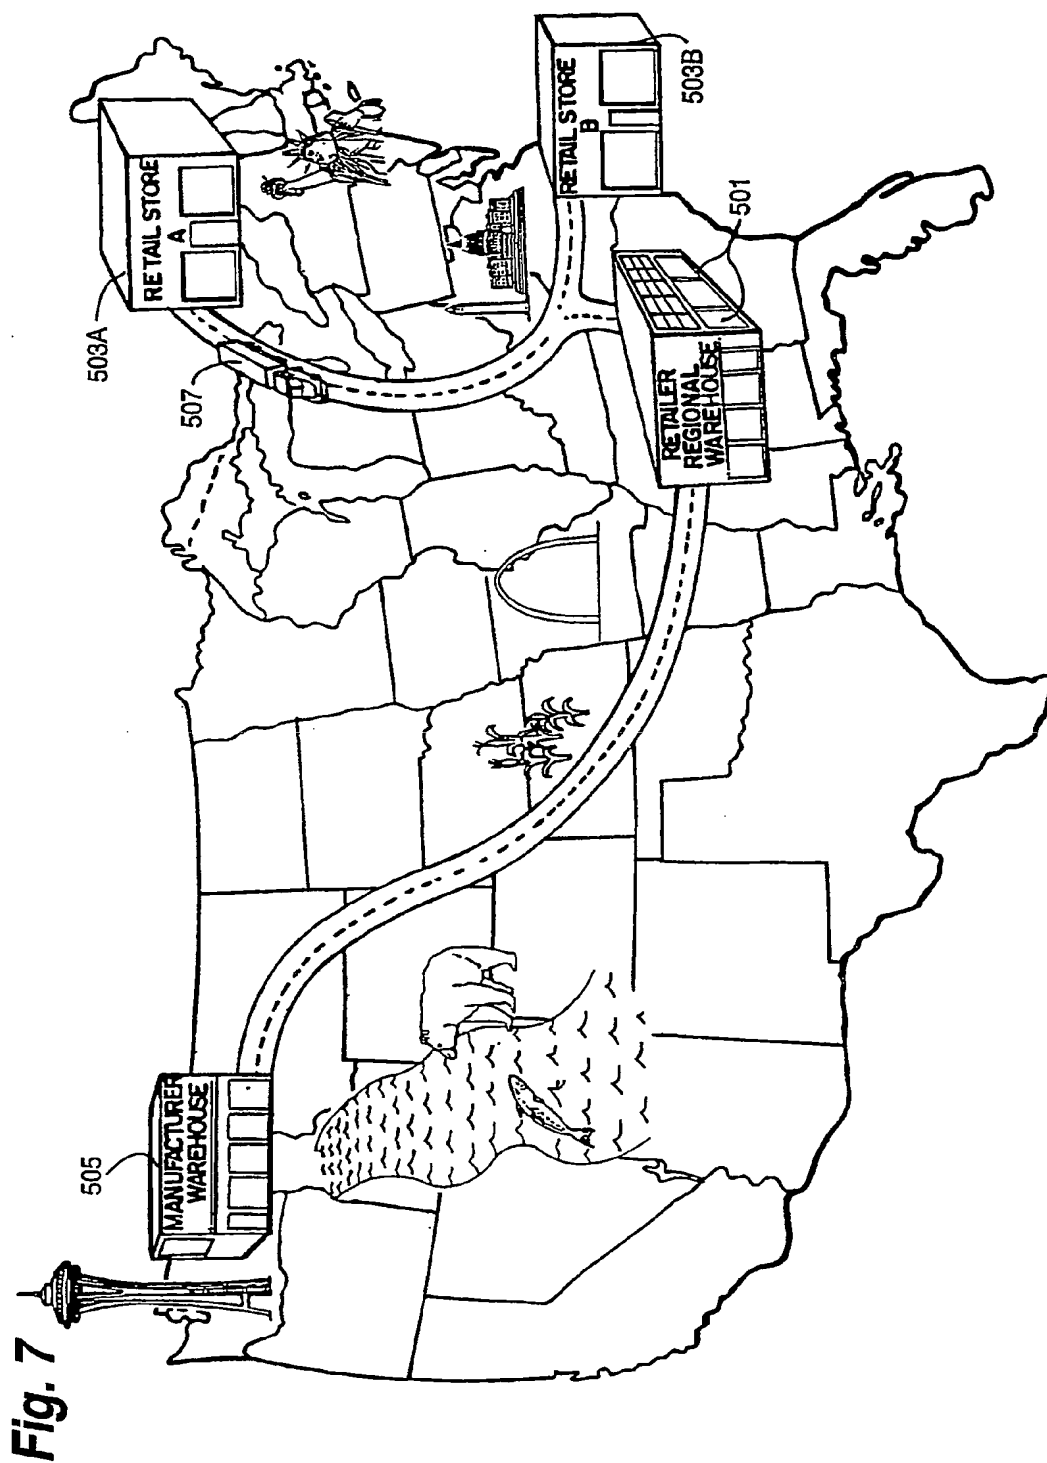 Fig. 7
505
MANUFACTURER
WAREHOUSE
507
503A
RETAIL STORE
A
RETAILER
REGIONAL
WAREHOUSE
501
RETAIL STORE
B
503B